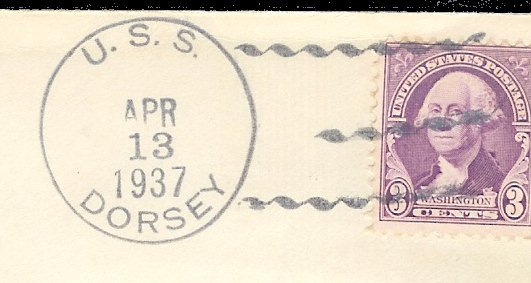 U.S.S.
APR
13
1937
DORSEY
UNITED STATES POSTAGE
3 WASHINGTON 3
CENTS